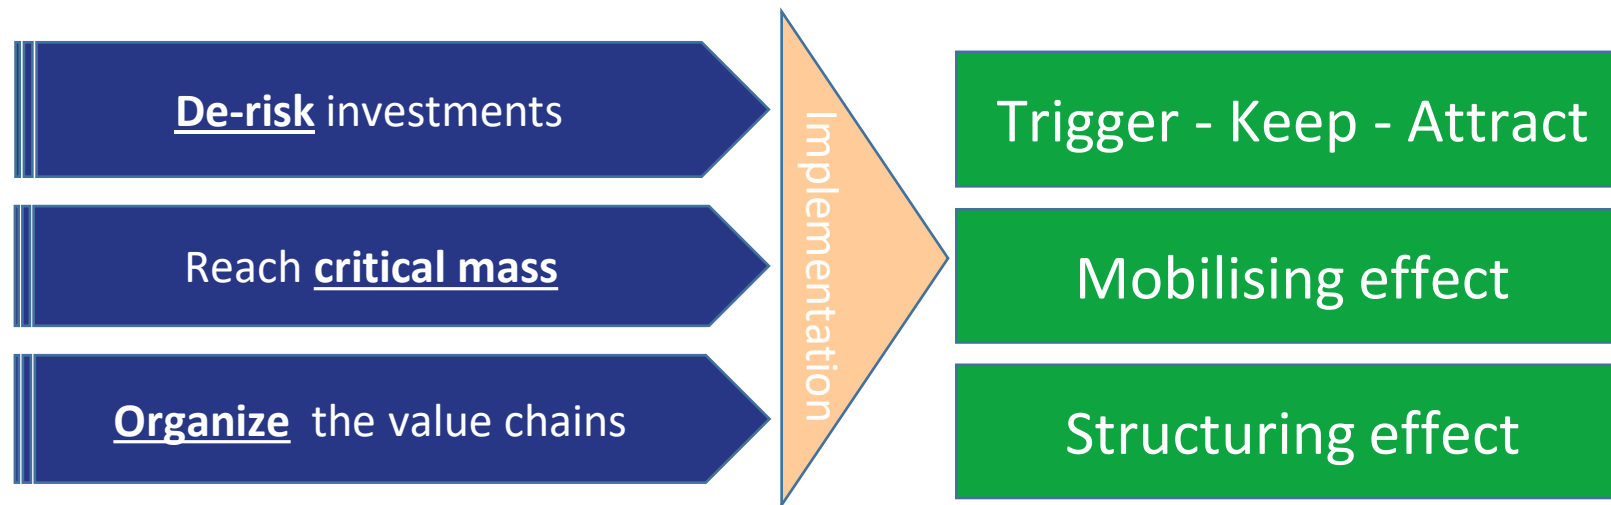 De-risk investments
Reach critical mass
Organize the value chains
Implementation
Trigger - Keep - Attract
Mobilising effect
Structuring effect